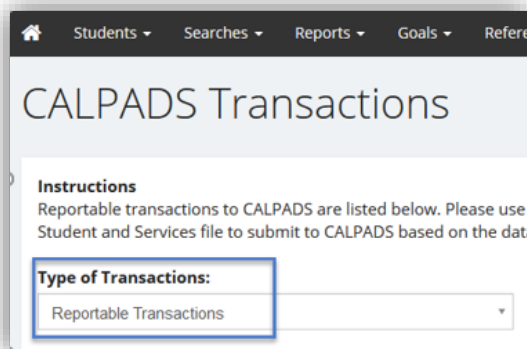 Students Searches Reports Goals
CALPADS Transactions
Instructions
Reportable transactions to CALPADS are listed below. Please use
Student and Services file to submit to CALPADS based on the
Type of Transactions:
Reportable Transactions